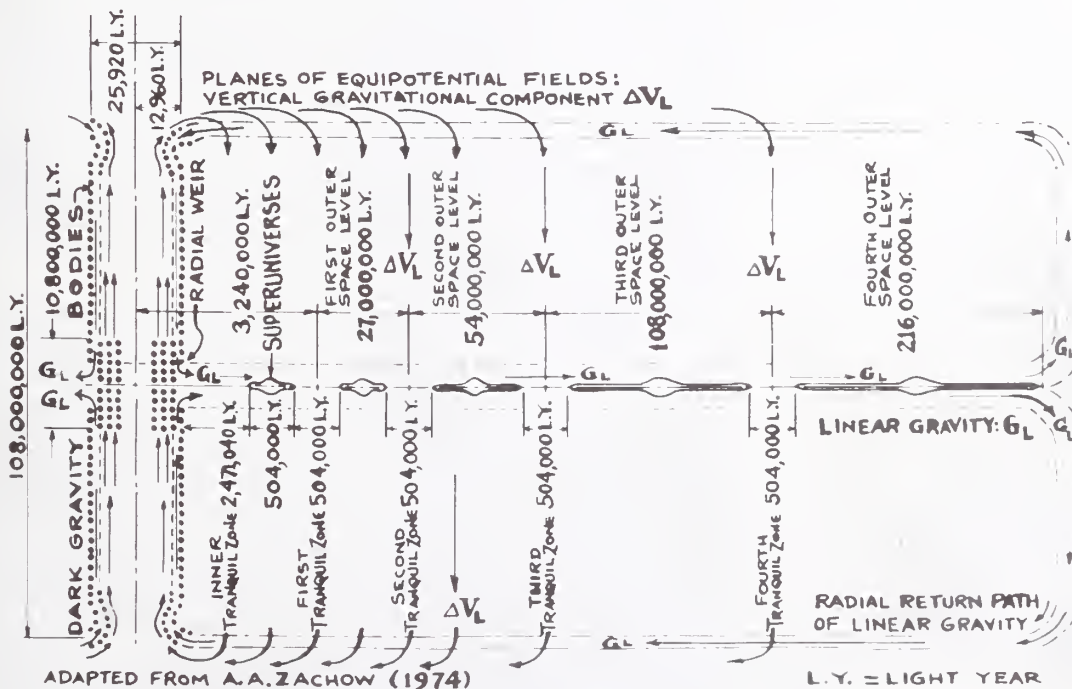 25,920 L.Y.
12,960 L.Y.
PLANES OF EQUIPOTENTIAL FIELDS:
VERTICAL GRAVITATIONAL COMPONENT ΔVL
GL
108,000,000 L.Y.
10,800,000 L.Y.
DARK GRAVITY
BODIES
RADIAL WEIR
3,240,000 L.Y.
SUPERUNIVERSES
FIRST OUTER
SPACE LEVEL
27,000,000 L.Y.
ΔVL
SECOND OUTER
SPACE LEVEL
54,000,000 L.Y.
ΔVL
THIRD OUTER
SPACE LEVEL
108,000,000 L.Y.
ΔVL
FOURTH OUTER
SPACE LEVEL
216,000,000 L.Y.
GL
GL
GL
GL
GL
LINEAR GRAVITY: GL
GL
GL
INNER
TRANQUIL ZONE 2,471,040 L.Y.
504,000 L.Y.
FIRST
TRANQUIL ZONE 504,000 L.Y.
SECOND
TRANQUIL ZONE 504,000 L.Y.
ΔVL
THIRD
TRANQUIL ZONE 504,000 L.Y.
FOURTH
TRANQUIL ZONE 504,000 L.Y.
RADIAL RETURN PATH
OF LINEAR GRAVITY
GL
ADAPTED FROM A.A. ZACHOW (1974)
L.Y. = LIGHT YEAR